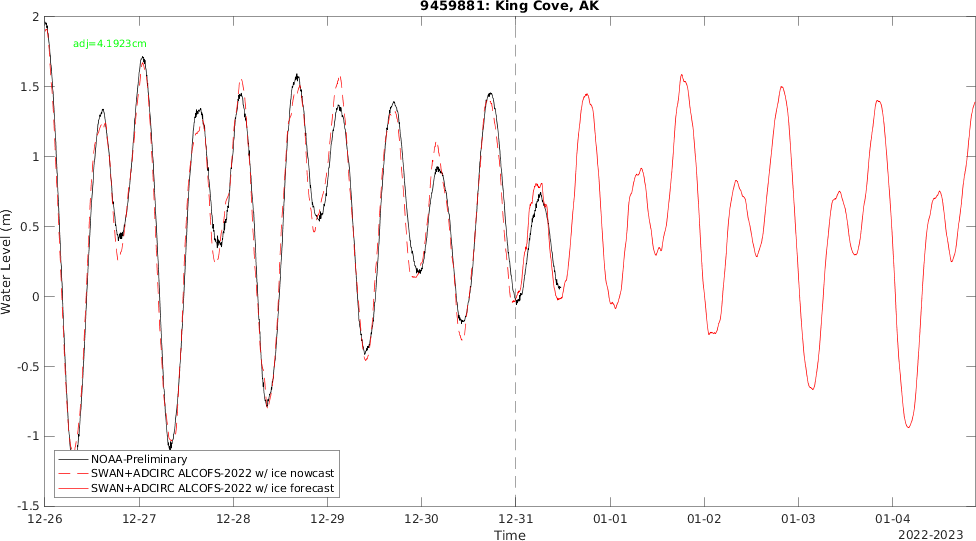 9459881: King Cove, AK
adj=4.1923cm
2
1.5
1
0.5
0
-0.5
-1
-1.5
Water Level (m)
NOAA-Preliminary
SWAN+ADCIRC ALCOFS-2022 w/ ice nowcast
SWAN+ADCIRC ALCOFS-2022 w/ ice forecast
12-26 12-27 12-28 12-29 12-30 12-31 01-01 01-02 01-03 01-04
Time
2022-2023